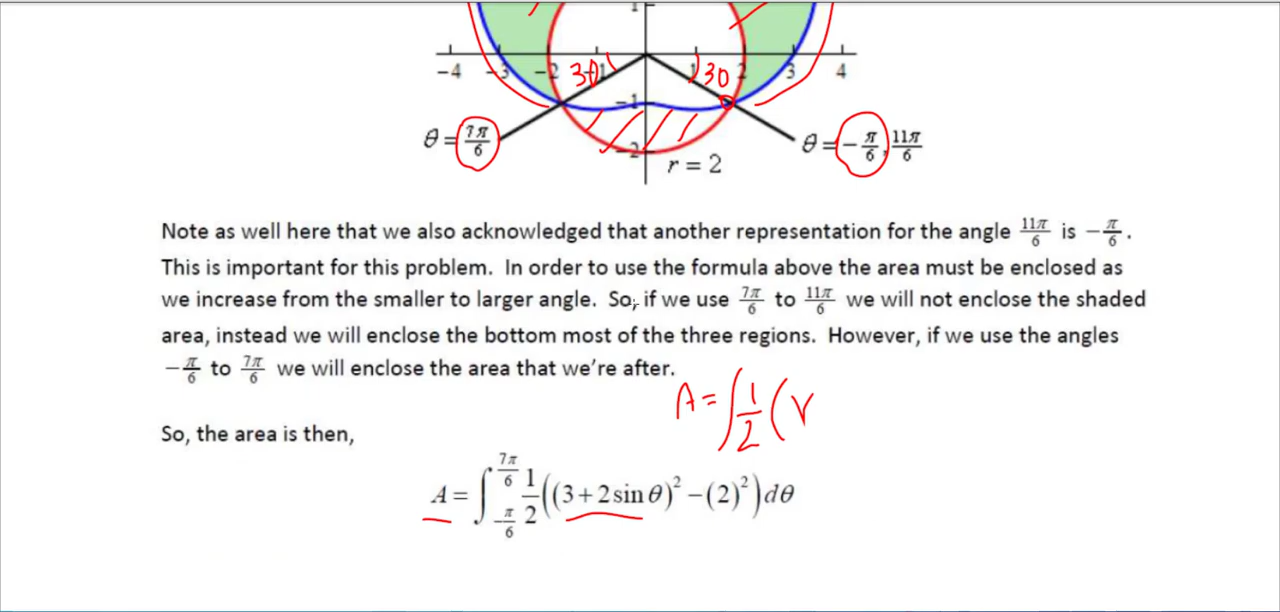 1
-4 -3 -2 -1 1 2 3 4
30 30
-1
θ = 7π/6
-2
r = 2
θ = -π/6, 11π/6
Note as well here that we also acknowledged that another representation for the angle 11π/6 is -π/6.
This is important for this problem. In order to use the formula above the area must be enclosed as
we increase from the smaller to larger angle. So, if we use 7π/6 to 11π/6 we will not enclose the shaded
area, instead we will enclose the bottom most of the three regions. However, if we use the angles
-π/6 to 7π/6 we will enclose the area that we're after.
A = ∫ 1/2 (r
So, the area is then,
A = ∫_{-π/6}^{7π/6} 1/2 ((3+2sinθ)² - (2)²) dθ